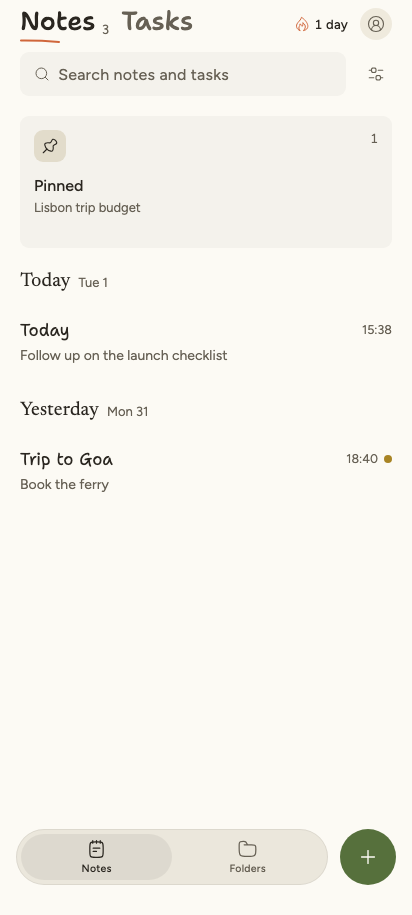 Notes 3 Tasks 1 day
Search notes and tasks
1
Pinned
Lisbon trip budget
Today Tue 1
Today 15:38
Follow up on the launch checklist
Yesterday Mon 31
Trip to Goa 18:40
Book the ferry
Notes Folders